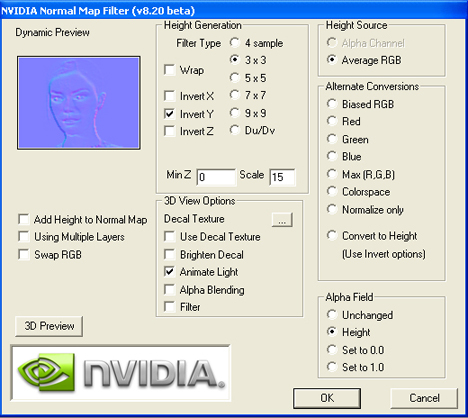 NVIDIA Normal Map Filter (v8.20 beta)
Dynamic Preview
Height Generation
Filter Type
4 sample
3 x 3
5 x 5
7 x 7
9 x 9
Du/Dv
Wrap
Invert X
Invert Y
Invert Z
Min Z
0
Scale
15
Height Source
Alpha Channel
Average RGB
Alternate Conversions
Biased RGB
Red
Green
Blue
Max (R,G,B)
Colorspace
Normalize only
Convert to Height
(Use Invert options)
Add Height to Normal Map
Using Multiple Layers
Swap RGB
3D View Options
Decal Texture
...
Use Decal Texture
Brighten Decal
Animate Light
Alpha Blending
Filter
Alpha Field
Unchanged
Height
Set to 0.0
Set to 1.0
3D Preview
NVIDIA.
OK
Cancel